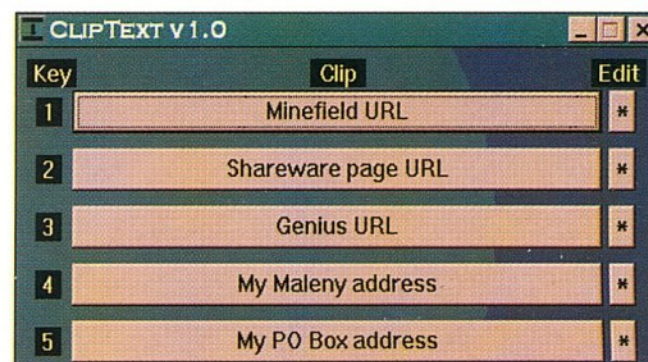 ClipText v1.0
Key Clip Edit
1 Minefield URL *
2 Shareware page URL *
3 Genius URL *
4 My Maleny address *
5 My PO Box address *